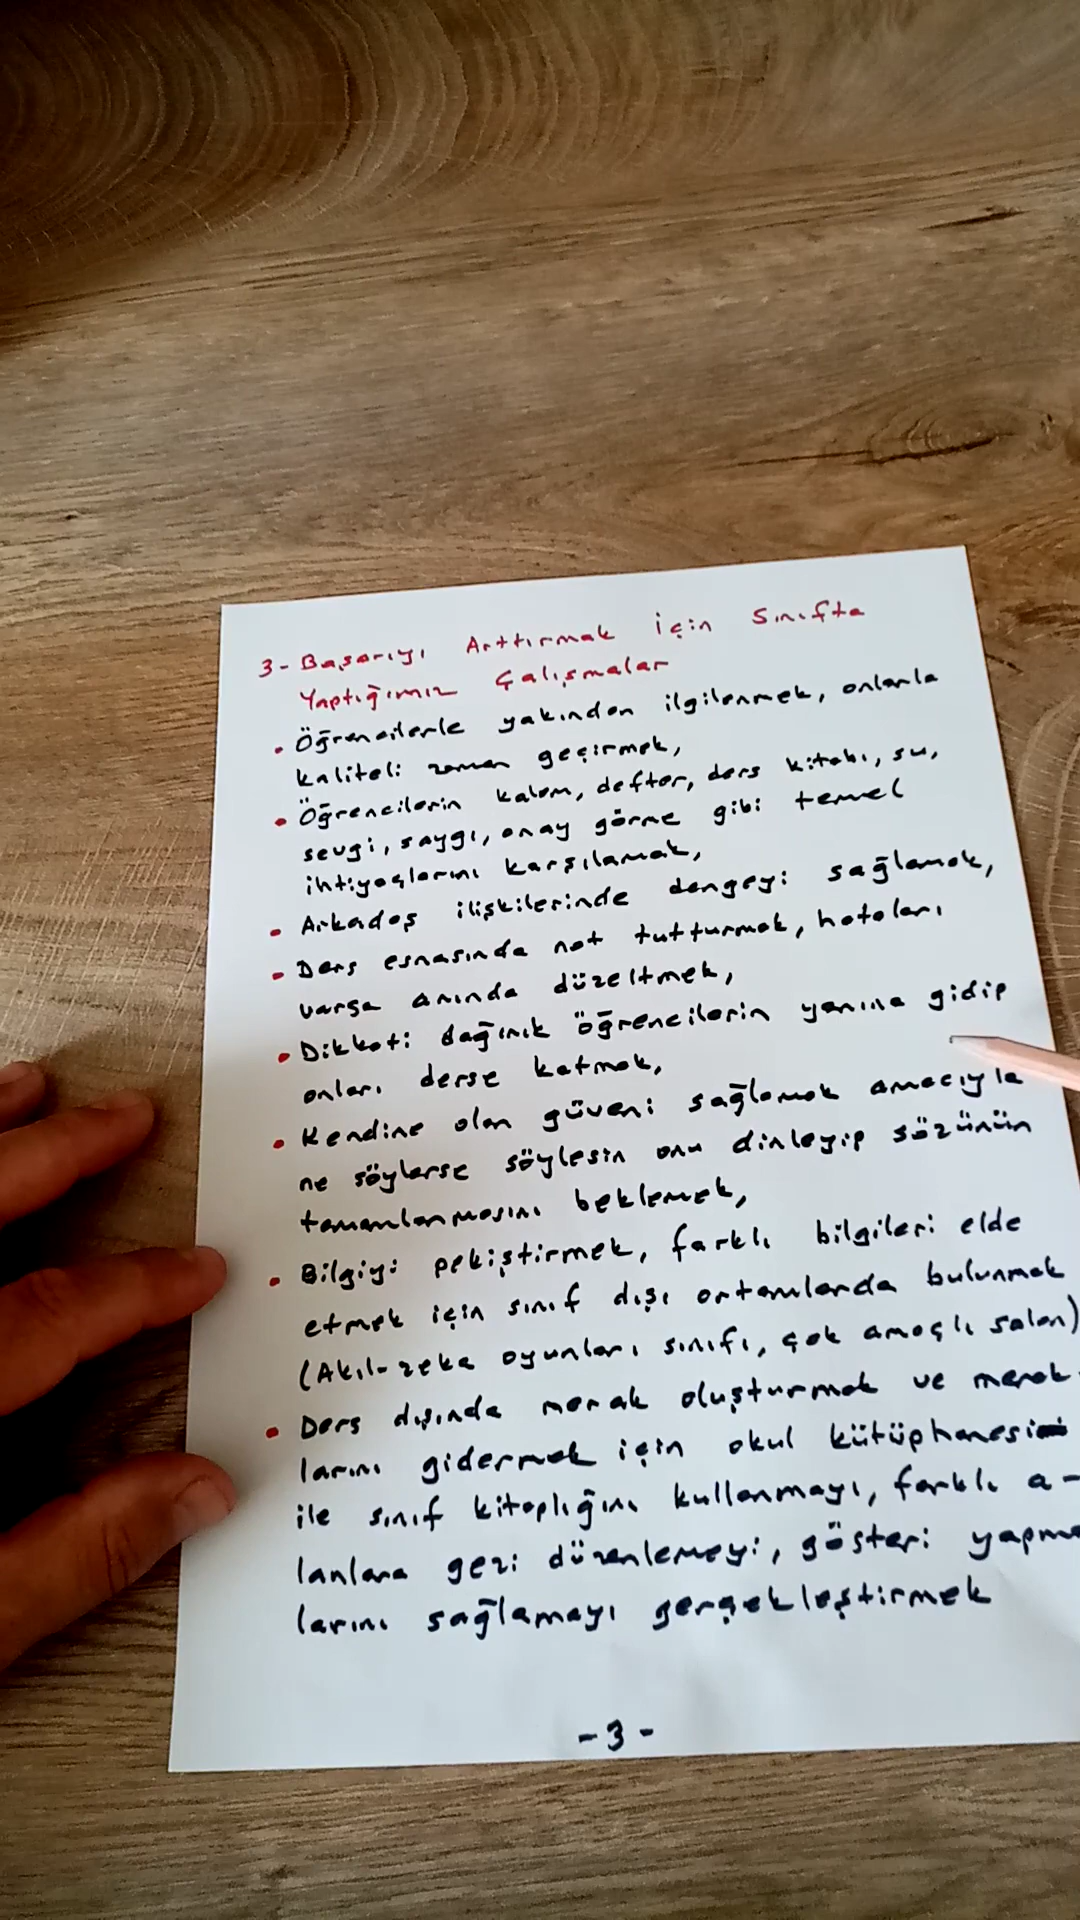 3- Başarıyı Arttırmak İçin Sınıfta
Yaptığımız Çalışmalar
• Öğrencilerle yakından ilgilenmek, onlarla
kaliteli zaman geçirmek,
• Öğrencilerin kalem, defter, ders kitabı, su,
sevgi, saygı, onay görme gibi temel
ihtiyaçlarını karşılamak,
• Arkadaş ilişkilerinde dengeyi sağlamak,
• Ders esnasında not tutturmak, hataları
varsa anında düzeltmek,
• Dikkati dağınık öğrencilerin yanına gidip
onları derse katmak,
• Kendine olan güveni sağlamak amacıyla
ne söylerse söylesin onu dinleyip sözünün
tamamlanmasını beklemek,
• Bilgiyi pekiştirmek, farklı bilgileri elde
etmek için sınıf dışı ortamlarda bulunmak
(Akıl-zeka oyunları sınıfı, çok amaçlı salon)
• Ders dışında merak oluşturmak ve merak-
larını gidermek için okul kütüphanesi
ile sınıf kitaplığını kullanmayı, farklı a-
lanlara gezi düzenlemeyi, gösteri yapma
larını sağlamayı gerçekleştirmek
-3-